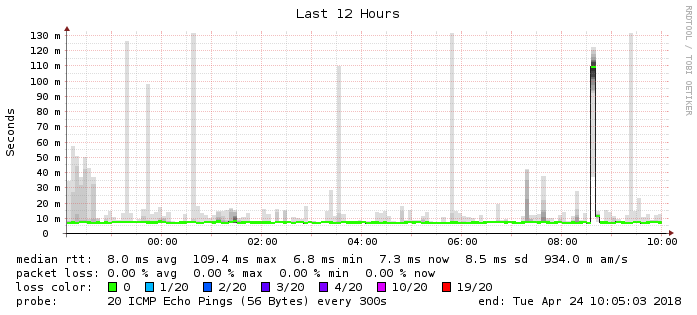 Last 12 Hours
RRDTOOL / TOBI OETIKER
Seconds
130 m
120 m
110 m
100 m
90 m
80 m
70 m
60 m
50 m
40 m
30 m
20 m
10 m
0
00:00 02:00 04:00 06:00 08:00 10:00
median rtt: 8.0 ms avg 109.4 ms max 6.8 ms min 7.3 ms now 8.5 ms sd 934.0 m am/s
packet loss: 0.00 % avg 0.00 % max 0.00 % min 0.00 % now
loss color: 0 1/20 2/20 3/20 4/20 10/20 19/20
probe: 20 ICMP Echo Pings (56 Bytes) every 300s end: Tue Apr 24 10:05:03 2018